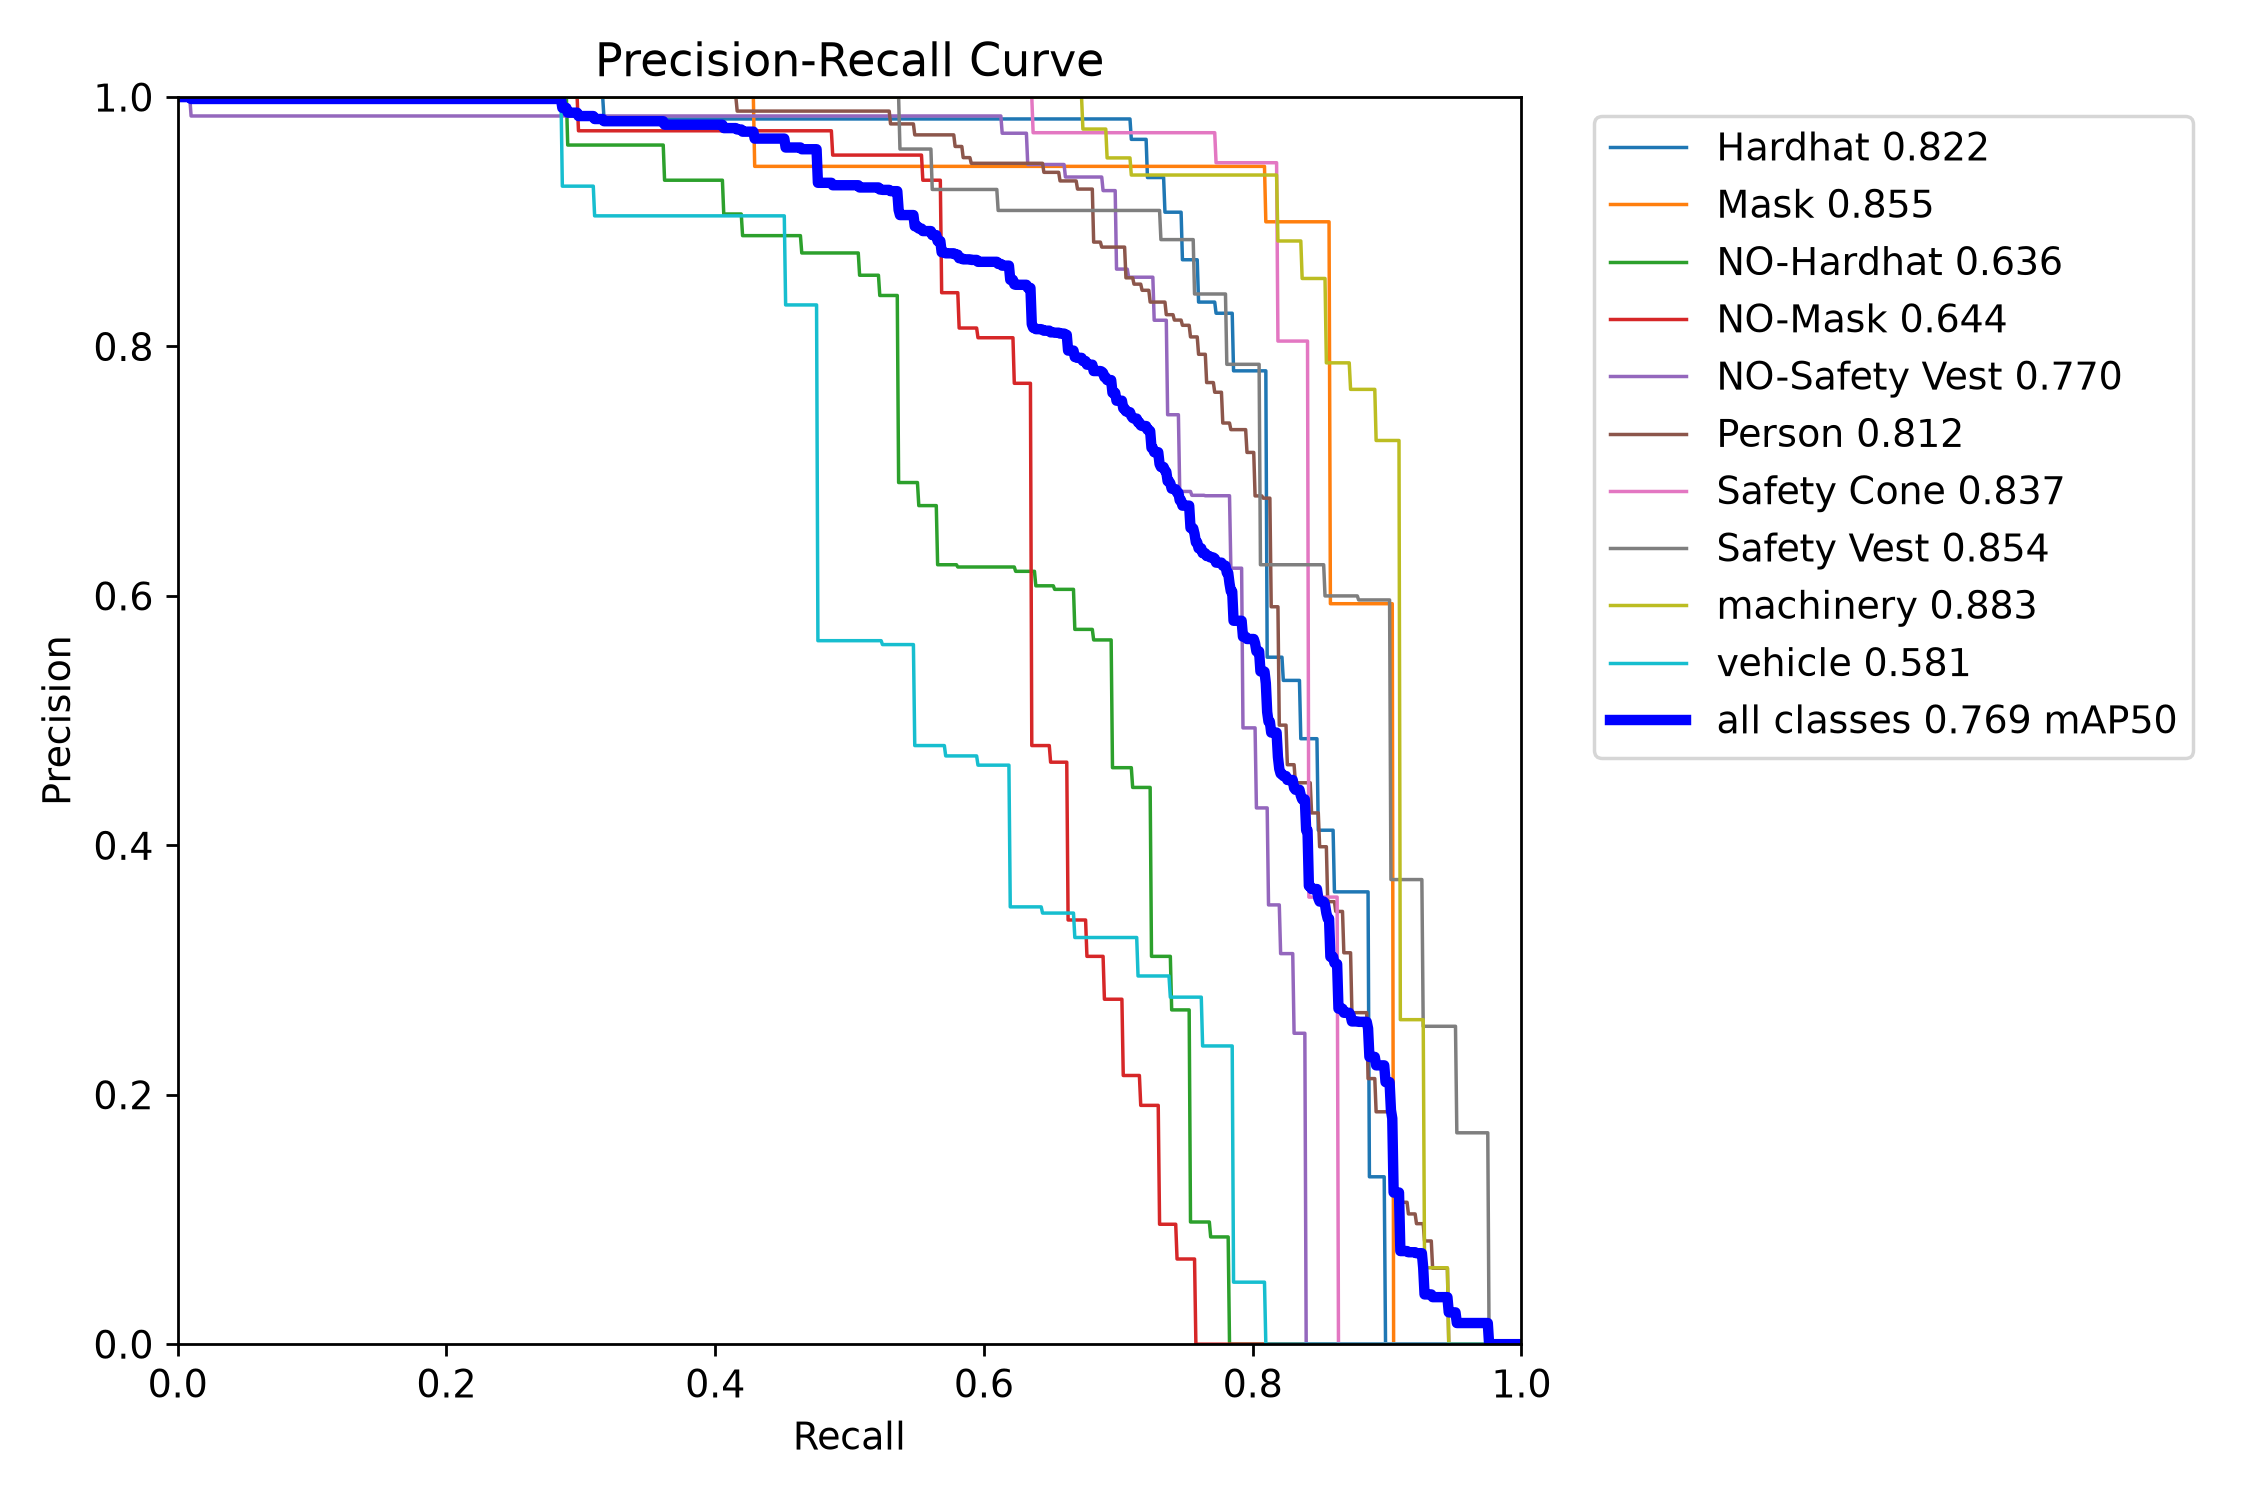 Precision-Recall Curve
1.0
0.8
0.6
0.4
0.2
0.0
Precision
0.0 0.2 0.4 0.6 0.8 1.0
Recall
Hardhat 0.822
Mask 0.855
NO-Hardhat 0.636
NO-Mask 0.644
NO-Safety Vest 0.770
Person 0.812
Safety Cone 0.837
Safety Vest 0.854
machinery 0.883
vehicle 0.581
all classes 0.769 mAP50